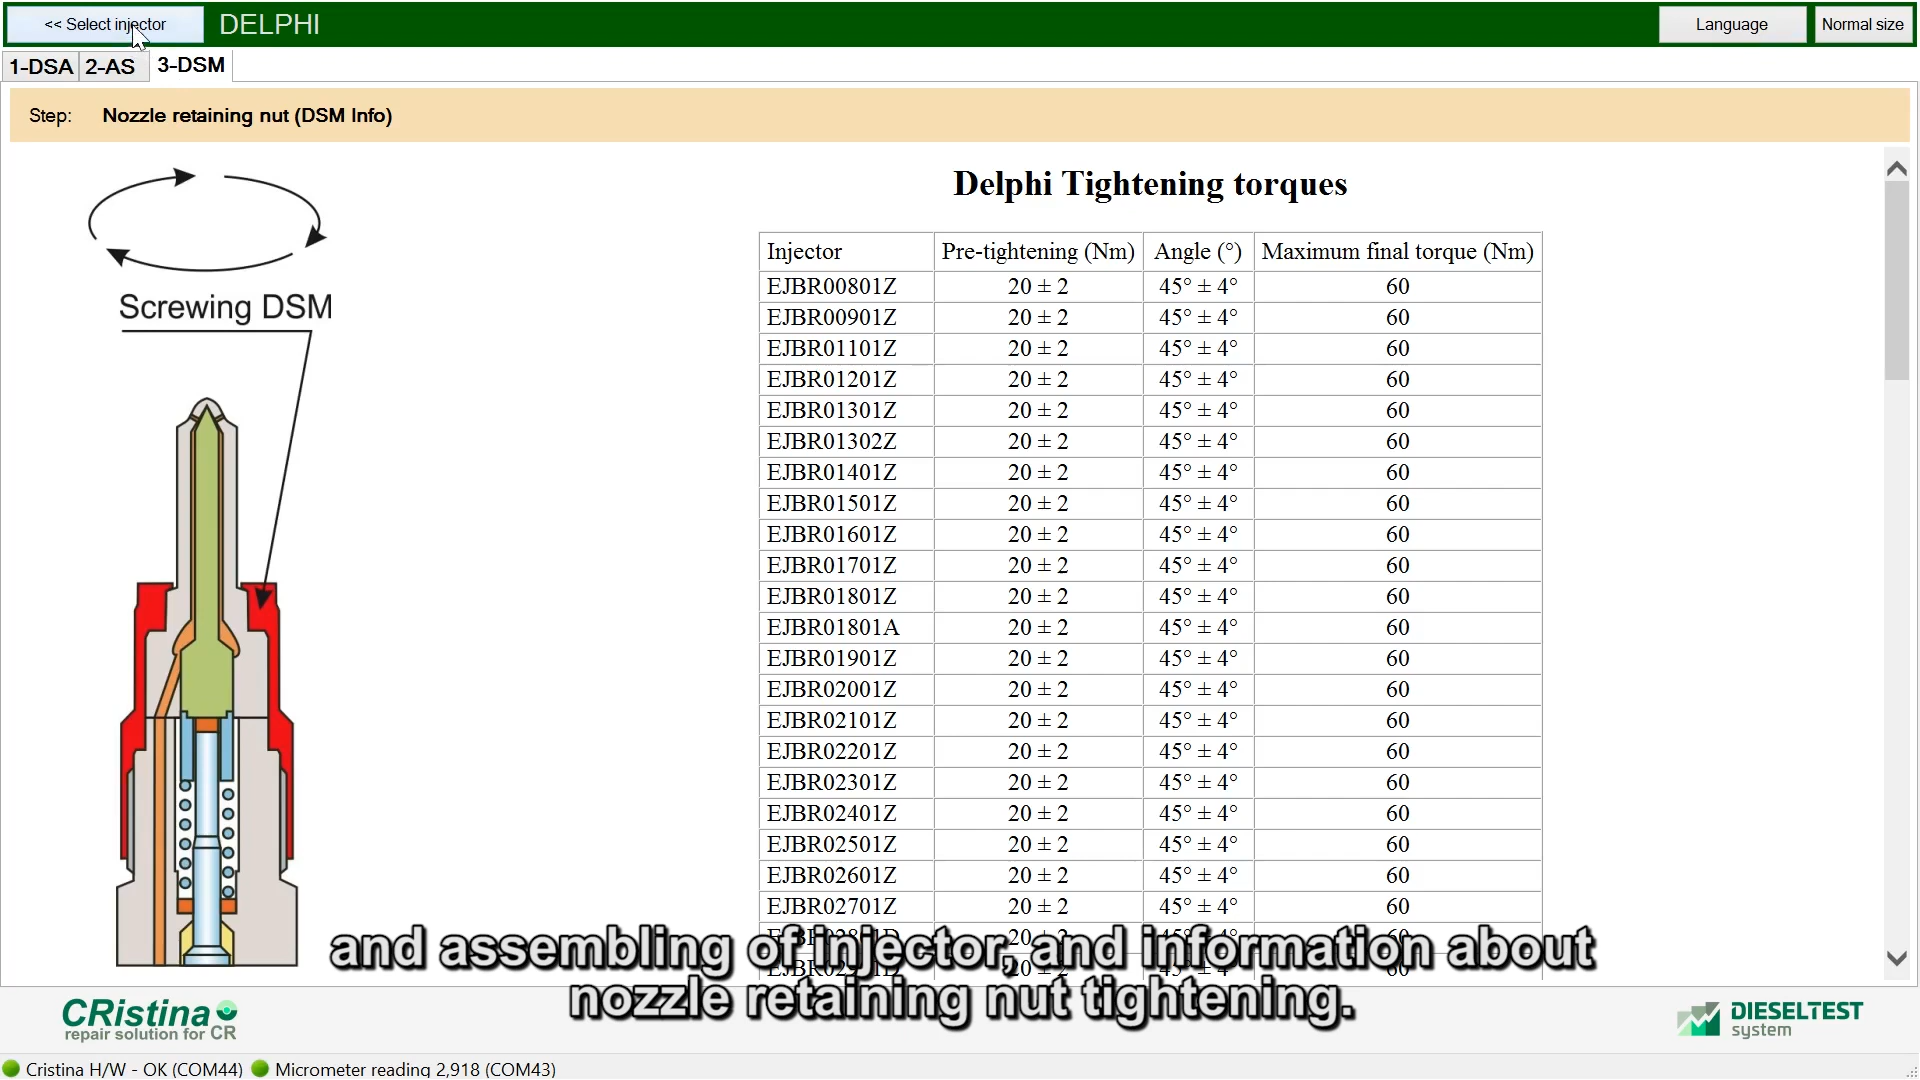 << Select injector
DELPHI
Language
Normal size
1-DSA
2-AS
3-DSM
Step: Nozzle retaining nut (DSM Info)
Screwing DSM
Delphi Tightening torques
Injector Pre-tightening (Nm) Angle (°) Maximum final torque (Nm)
EJBR00801Z 20 ± 2 45° ± 4° 60
EJBR00901Z 20 ± 2 45° ± 4° 60
EJBR01101Z 20 ± 2 45° ± 4° 60
EJBR01201Z 20 ± 2 45° ± 4° 60
EJBR01301Z 20 ± 2 45° ± 4° 60
EJBR01302Z 20 ± 2 45° ± 4° 60
EJBR01401Z 20 ± 2 45° ± 4° 60
EJBR01501Z 20 ± 2 45° ± 4° 60
EJBR01601Z 20 ± 2 45° ± 4° 60
EJBR01701Z 20 ± 2 45° ± 4° 60
EJBR01801Z 20 ± 2 45° ± 4° 60
EJBR01801A 20 ± 2 45° ± 4° 60
EJBR01901Z 20 ± 2 45° ± 4° 60
EJBR02001Z 20 ± 2 45° ± 4° 60
EJBR02101Z 20 ± 2 45° ± 4° 60
EJBR02201Z 20 ± 2 45° ± 4° 60
EJBR02301Z 20 ± 2 45° ± 4° 60
EJBR02401Z 20 ± 2 45° ± 4° 60
EJBR02501Z 20 ± 2 45° ± 4° 60
EJBR02601Z 20 ± 2 45° ± 4° 60
EJBR02701Z 20 ± 2 45° ± 4° 60
and assembling of injector, and information about
nozzle retaining nut tightening.
CRistina
repair solution for CR
DIESELTEST
system
Cristina H/W - OK (COM44) Micrometer reading 2,918 (COM43)